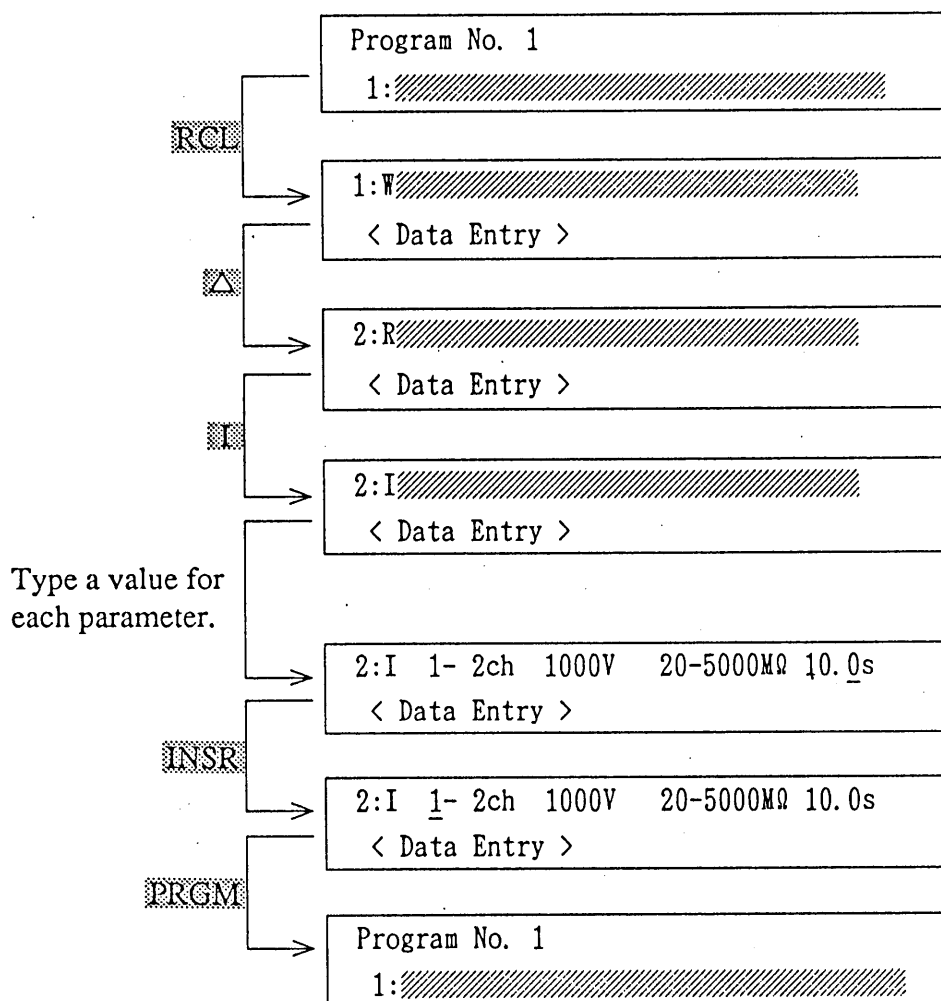 Program No. 1
1:
RCL
1:W
< Data Entry >
△
2:R
< Data Entry >
I
2:I
< Data Entry >
Type a value for
each parameter.
2:I 1- 2ch 1000V 20-5000MΩ 10.0s
< Data Entry >
INSR
2:I 1- 2ch 1000V 20-5000MΩ 10.0s
< Data Entry >
PRGM
Program No. 1
1: